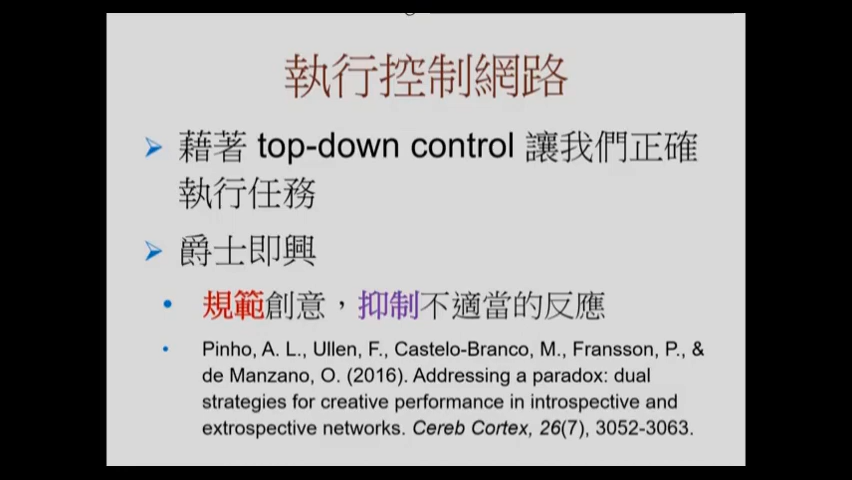 執行控制網路
藉著 top-down control 讓我們正確
執行任務
爵士即興
規範創意，抑制不適當的反應
Pinho, A. L., Ullen, F., Castelo-Branco, M., Fransson, P., &
de Manzano, O. (2016). Addressing a paradox: dual
strategies for creative performance in introspective and
extrospective networks. Cereb Cortex, 26(7), 3052-3063.